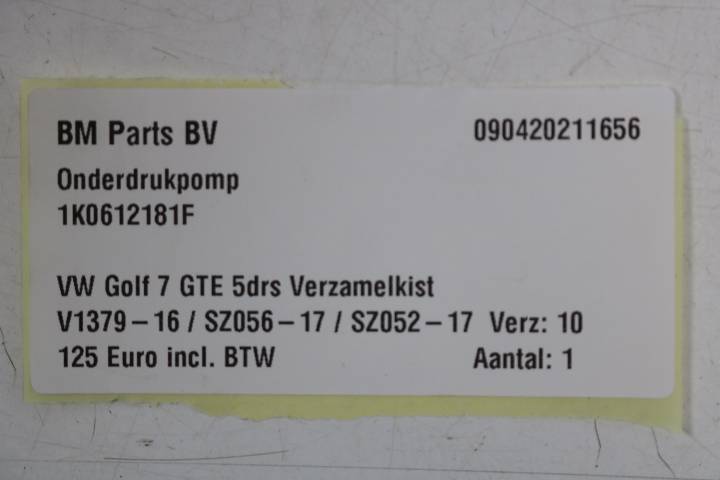 BM Parts BV 090420211656
Onderdrukpomp
1K0612181F
VW Golf 7 GTE 5drs Verzamelkist
V1379-16 / SZ056-17 / SZ052-17 Verz: 10
125 Euro incl. BTW Aantal: 1